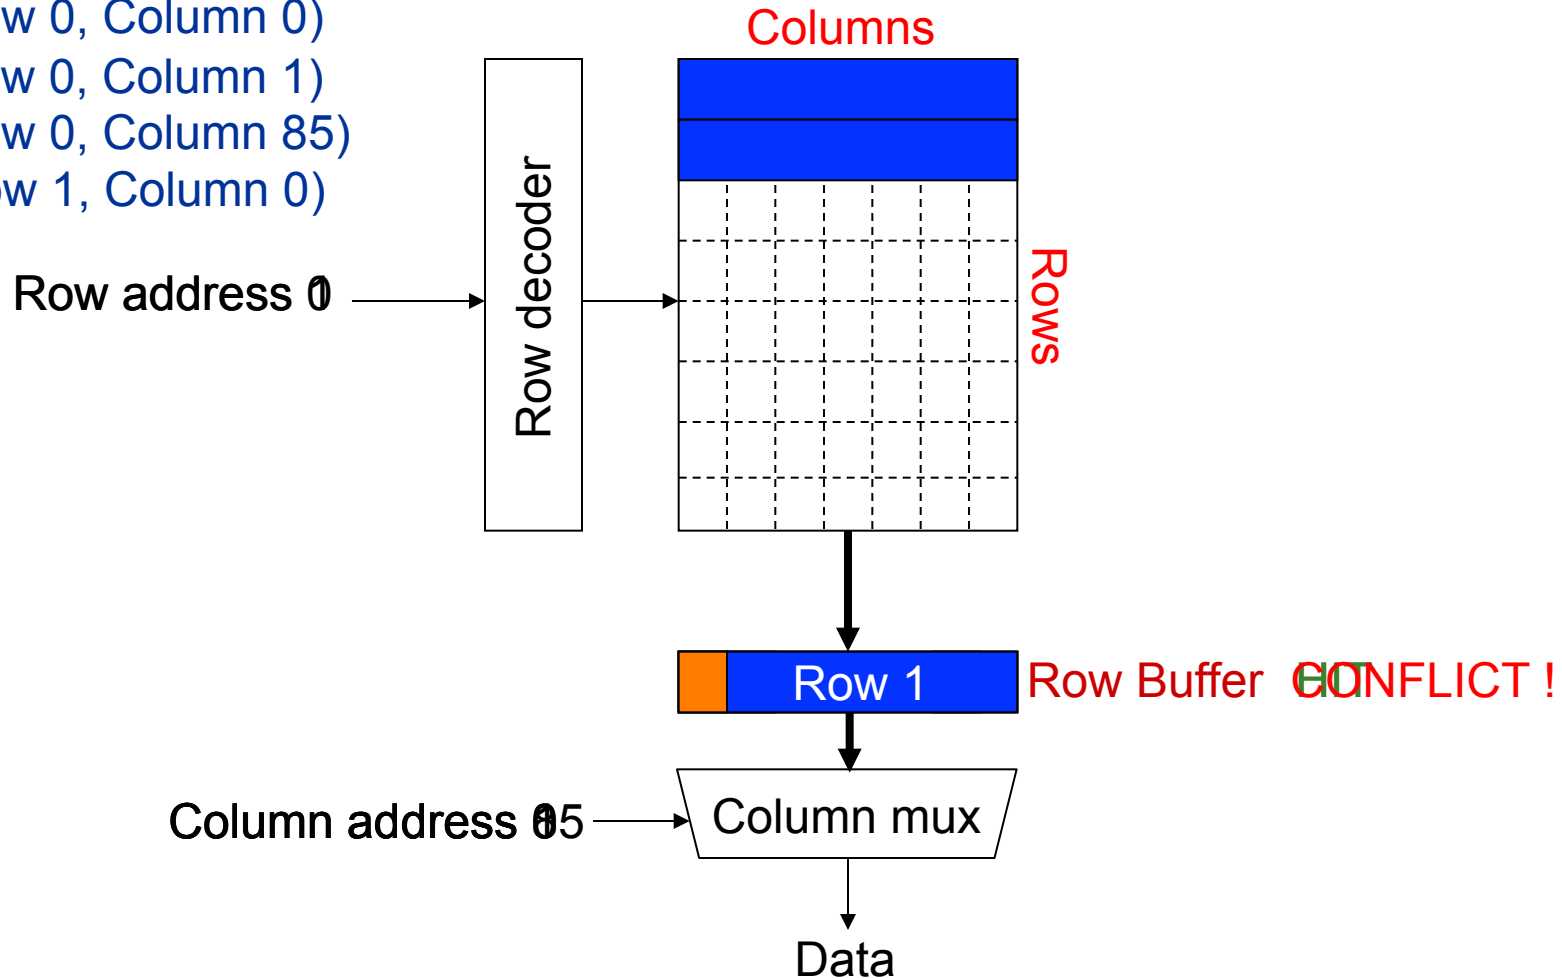 w 0, Column 0)
w 0, Column 1)
w 0, Column 85)
w 1, Column 0)
Columns
Row decoder
Rows
Row address
Row 1
Row Buffer CONFLICT !
Column address
Column mux
Data